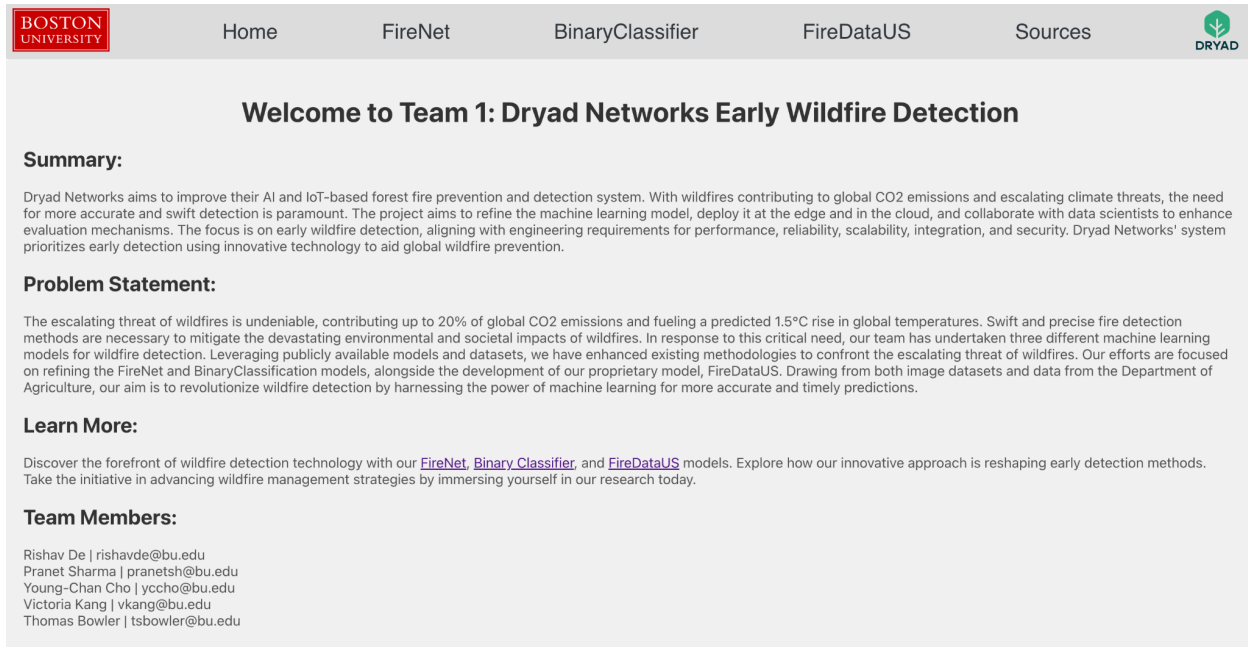 BOSTON
UNIVERSITY
Home
FireNet
BinaryClassifier
FireDataUS
Sources
DRYAD
Welcome to Team 1: Dryad Networks Early Wildfire Detection
Summary:
Dryad Networks aims to improve their AI and IoT-based forest fire prevention and detection system. With wildfires contributing to global CO2 emissions and escalating climate threats, the need
for more accurate and swift detection is paramount. The project aims to refine the machine learning model, deploy it at the edge and in the cloud, and collaborate with data scientists to enhance
evaluation mechanisms. The focus is on early wildfire detection, aligning with engineering requirements for performance, reliability, scalability, integration, and security. Dryad Networks' system
prioritizes early detection using innovative technology to aid global wildfire prevention.
Problem Statement:
The escalating threat of wildfires is undeniable, contributing up to 20% of global CO2 emissions and fueling a predicted 1.5°C rise in global temperatures. Swift and precise fire detection
methods are necessary to mitigate the devastating environmental and societal impacts of wildfires. In response to this critical need, our team has undertaken three different machine learning
models for wildfire detection. Leveraging publicly available models and datasets, we have enhanced existing methodologies to confront the escalating threat of wildfires. Our efforts are focused
on refining the FireNet and BinaryClassification models, alongside the development of our proprietary model, FireDataUS. Drawing from both image datasets and data from the Department of
Agriculture, our aim is to revolutionize wildfire detection by harnessing the power of machine learning for more accurate and timely predictions.
Learn More:
Discover the forefront of wildfire detection technology with our FireNet, Binary Classifier, and FireDataUS models. Explore how our innovative approach is reshaping early detection methods.
Take the initiative in advancing wildfire management strategies by immersing yourself in our research today.
Team Members:
Rishav De | rishavde@bu.edu
Pranet Sharma | pranetsh@bu.edu
Young-Chan Cho | yccho@bu.edu
Victoria Kang | vkang@bu.edu
Thomas Bowler | tsbowler@bu.edu